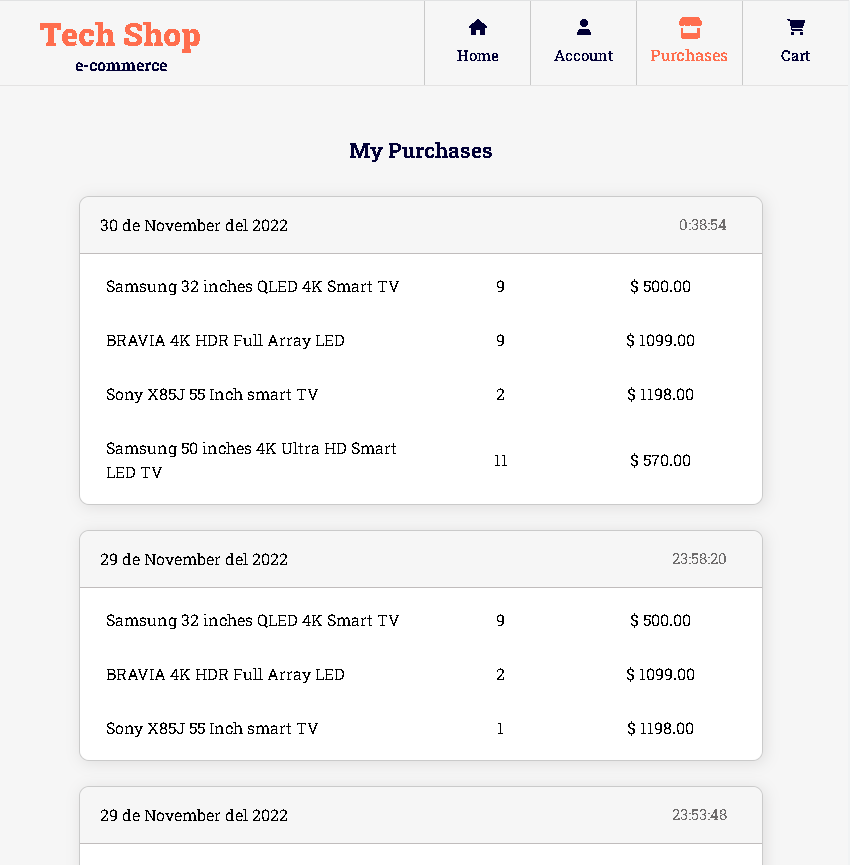 Tech Shop
e-commerce
Home
Account
Purchases
Cart
My Purchases
30 de November del 2022 0:38:54
Samsung 32 inches QLED 4K Smart TV 9 $ 500.00
BRAVIA 4K HDR Full Array LED 9 $ 1099.00
Sony X85J 55 Inch smart TV 2 $ 1198.00
Samsung 50 inches 4K Ultra HD Smart
LED TV 11 $ 570.00
29 de November del 2022 23:58:20
Samsung 32 inches QLED 4K Smart TV 9 $ 500.00
BRAVIA 4K HDR Full Array LED 2 $ 1099.00
Sony X85J 55 Inch smart TV 1 $ 1198.00
29 de November del 2022 23:53:48